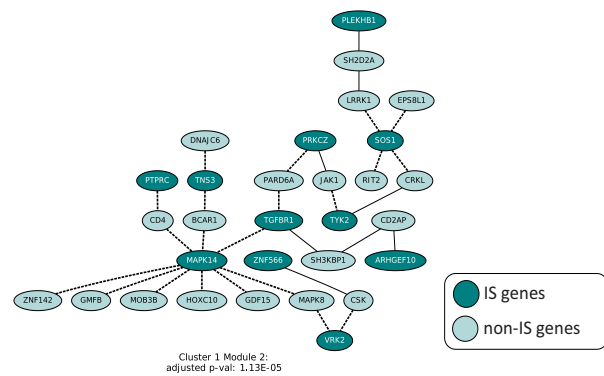 PLEKHB1
SH2D2A
LRRK1 EPS8L1
DNAJC6 PRKCZ SOS1
PTPRC TNS3 PARD6A JAK1 RIT2 CRKL
CD4 BCAR1 TGFBR1 TYK2 CD2AP
MAPK14 ZNF566 SH3KBP1 ARHGEF10
ZNF142 GMFB MOB3B HOXC10 GDF15 MAPK8 CSK
VRK2
IS genes
non-IS genes
Cluster 1 Module 2:
adjusted p-val: 1.13E-05